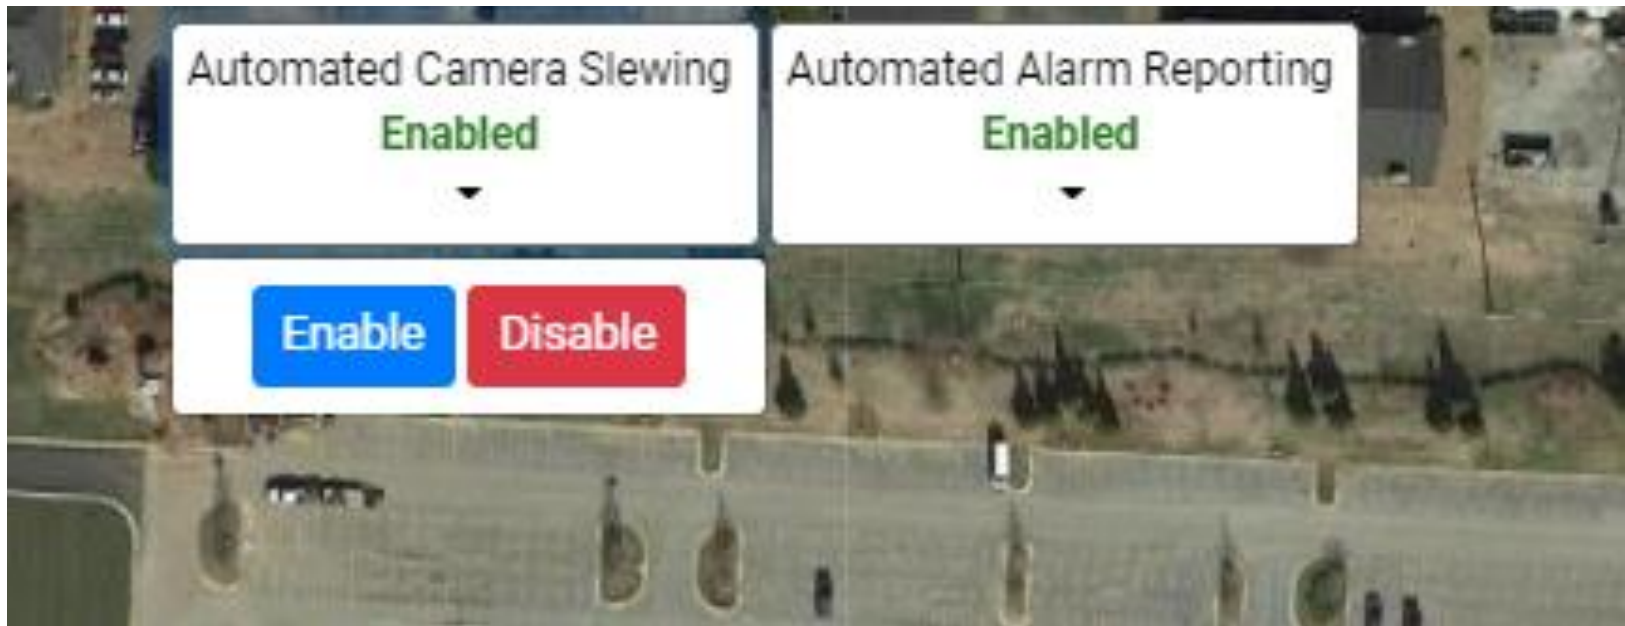 Automated Camera Slewing
Enabled
Automated Alarm Reporting
Enabled
Enable
Disable